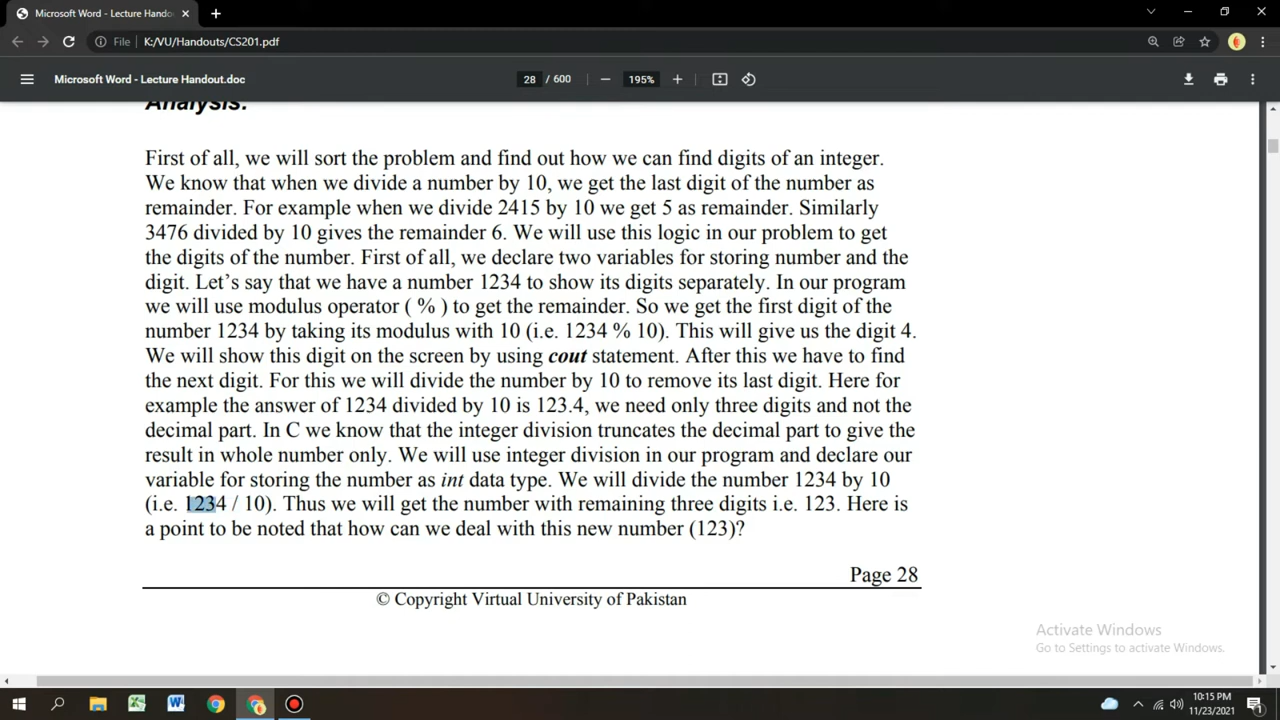 Microsoft Word - Lecture Hando
File K:/VU/Handouts/CS201.pdf
Microsoft Word - Lecture Handout.doc
28 / 600
195%
Analysis:
First of all, we will sort the problem and find out how we can find digits of an integer.
We know that when we divide a number by 10, we get the last digit of the number as
remainder. For example when we divide 2415 by 10 we get 5 as remainder. Similarly
3476 divided by 10 gives the remainder 6. We will use this logic in our problem to get
the digits of the number. First of all, we declare two variables for storing number and the
digit. Let's say that we have a number 1234 to show its digits separately. In our program
we will use modulus operator ( % ) to get the remainder. So we get the first digit of the
number 1234 by taking its modulus with 10 (i.e. 1234 % 10). This will give us the digit 4.
We will show this digit on the screen by using cout statement. After this we have to find
the next digit. For this we will divide the number by 10 to remove its last digit. Here for
example the answer of 1234 divided by 10 is 123.4, we need only three digits and not the
decimal part. In C we know that the integer division truncates the decimal part to give the
result in whole number only. We will use integer division in our program and declare our
variable for storing the number as int data type. We will divide the number 1234 by 10
(i.e. 1234 / 10). Thus we will get the number with remaining three digits i.e. 123. Here is
a point to be noted that how can we deal with this new number (123)?
Page 28
© Copyright Virtual University of Pakistan
Activate Windows
Go to Settings to activate Windows.
10:15 PM
11/23/2021